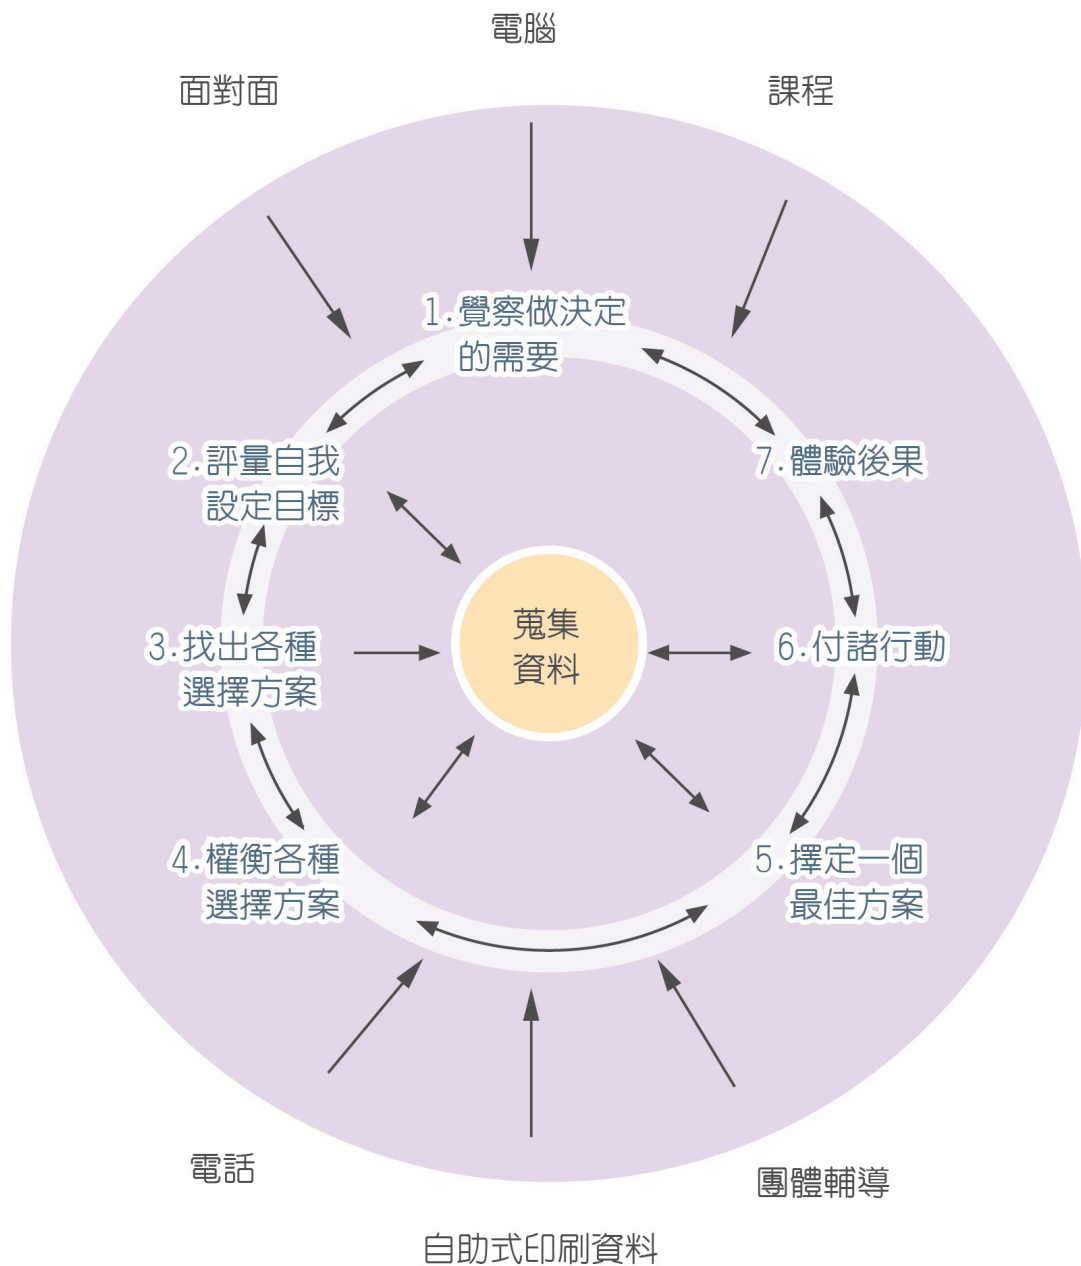 電腦
面對面
課程
1.覺察做決定
的需要
2.評量自我
設定目標
7.體驗後果
蒐集
資料
3.找出各種
選擇方案
6.付諸行動
4.權衡各種
選擇方案
5.擇定一個
最佳方案
電話
團體輔導
自助式印刷資料